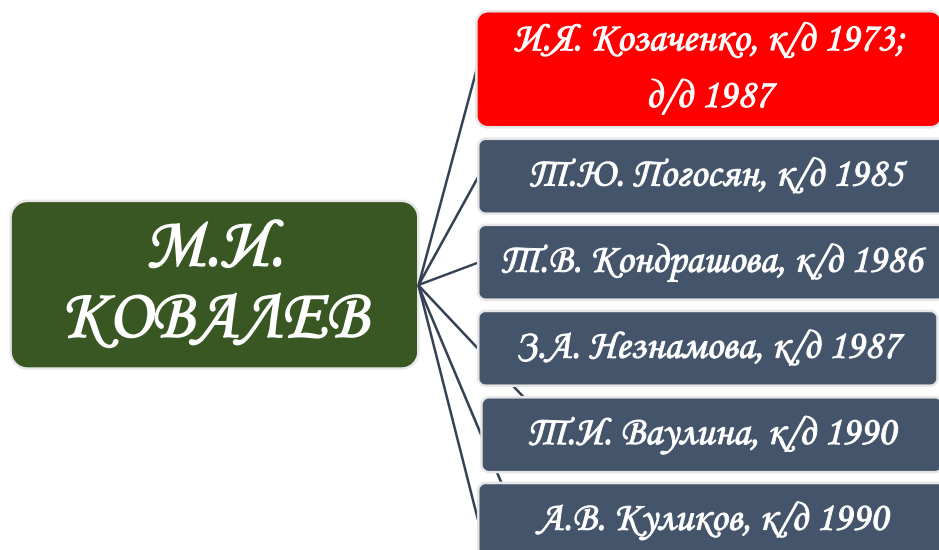 М.И.
КОВАЛЕВ
И.Я. Козаченко, к/д 1973;
д/д 1987
Т.Ю. Погосян, к/д 1985
Т.В. Кондрашова, к/д 1986
З.А. Незнамова, к/д 1987
Т.И. Ваулина, к/д 1990
А.В. Куликов, к/д 1990